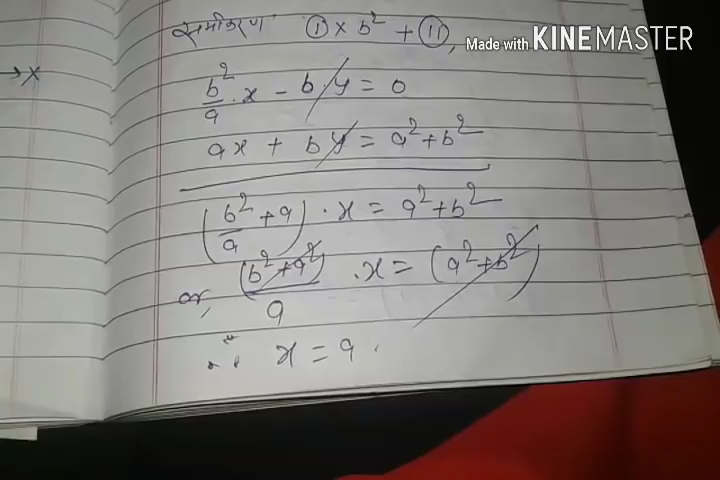 समीकरण ① × b² + ⑪,
Made with KINEMASTER
→x
b²/a · x − by = 0
ax + by = a² + b²
(b²/a + a) · x = a² + b²
or, (b² + a²)/a · x = (a² + b²)
∴ x = a .